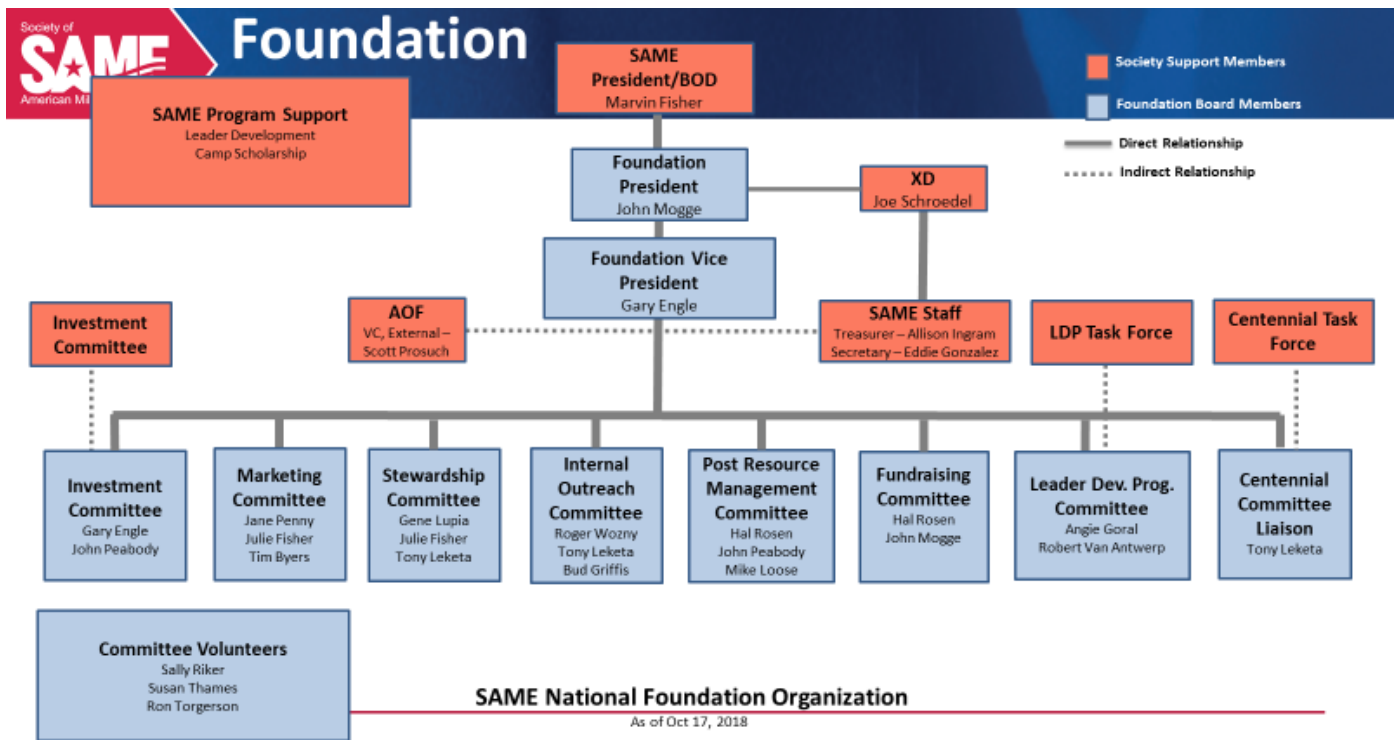 Society of
SAME
American Mil
Foundation
SAME
President/BOD
Marvin Fisher
Society Support Members
Foundation Board Members
Direct Relationship
Indirect Relationship
SAME Program Support
Leader Development
Camp Scholarship
Foundation
President
John Mogge
XD
Joe Schroedel
Foundation Vice
President
Gary Engle
Investment
Committee
AOF
VC, External –
Scott Prosuch
SAME Staff
Treasurer – Allison Ingram
Secretary – Eddie Gonzalez
LDP Task Force
Centennial Task
Force
Investment
Committee
Gary Engle
John Peabody
Marketing
Committee
Jane Penny
Julie Fisher
Tim Byers
Stewardship
Committee
Gene Lupia
Julie Fisher
Tony Leketa
Internal
Outreach
Committee
Roger Wozny
Tony Leketa
Bud Griffis
Post Resource
Management
Committee
Hal Rosen
John Peabody
Mike Loose
Fundraising
Committee
Hal Rosen
John Mogge
Leader Dev. Prog.
Committee
Angie Goral
Robert Van Antwerp
Centennial
Committee
Liaison
Tony Leketa
Committee Volunteers
Sally Riker
Susan Thames
Ron Torgerson
SAME National Foundation Organization
As of Oct 17, 2018